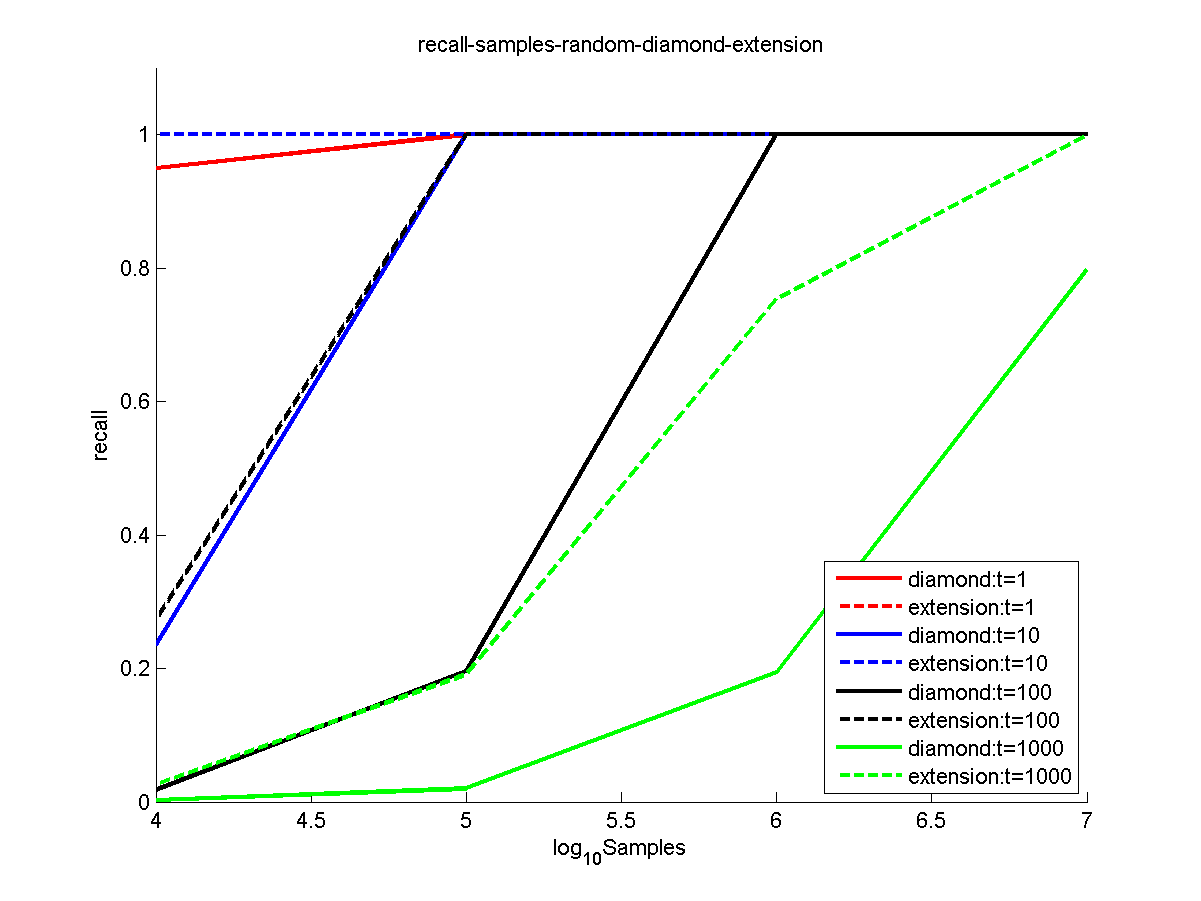 recall-samples-random-diamond-extension
1
0.8
0.6
0.4
0.2
0
recall
4 4.5 5 5.5 6 6.5 7
log10Samples
diamond:t=1
extension:t=1
diamond:t=10
extension:t=10
diamond:t=100
extension:t=100
diamond:t=1000
extension:t=1000